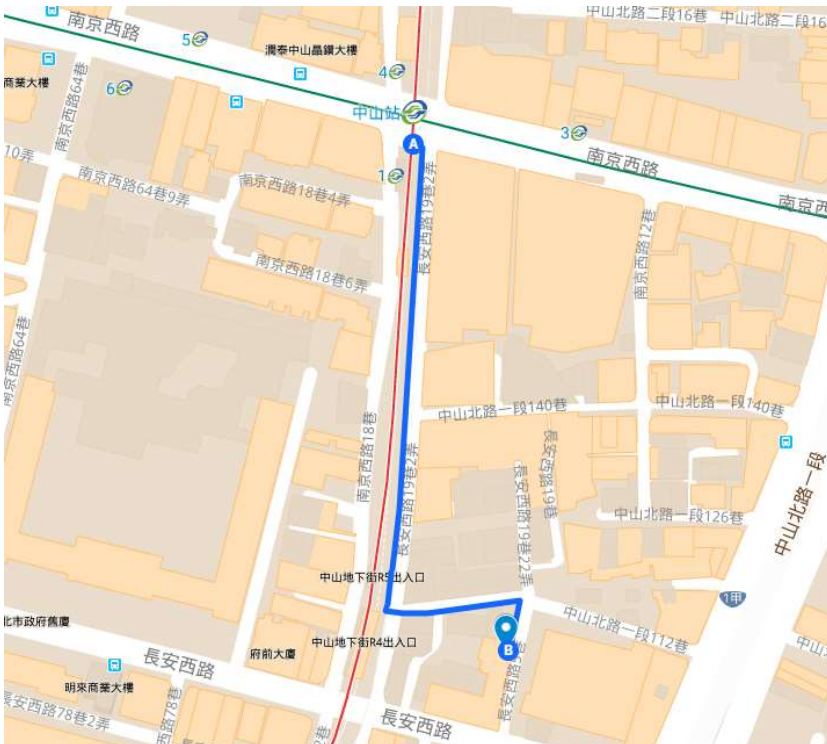 南京西路
中山北路二段16巷
中山北路二段16
5
潤泰中山晶鑽大樓
4
商業大樓
6
中山站
3
A
南京西路
南京西路64巷
10弄
1
南京西路18巷4弄
南京西路64巷9弄
長安西路19巷2弄
南京西
南京西路12巷
南京西路18巷6弄
南京西路64巷
中山北路一段140巷
中山北路一段140巷
南京西路18巷
長安西路19巷
長安西路19巷2弄
長安西路19巷22弄
中山北路一段
中山北路一段126巷
中山地下街R5出入口
1甲
北市政府舊廈
中山地下街R4出入口
中山北路一段112巷
中山
府前大廈
B
長安西路
長安西路5巷
明來商業大樓
長安西路78巷
長安西路78巷2弄
長安西路